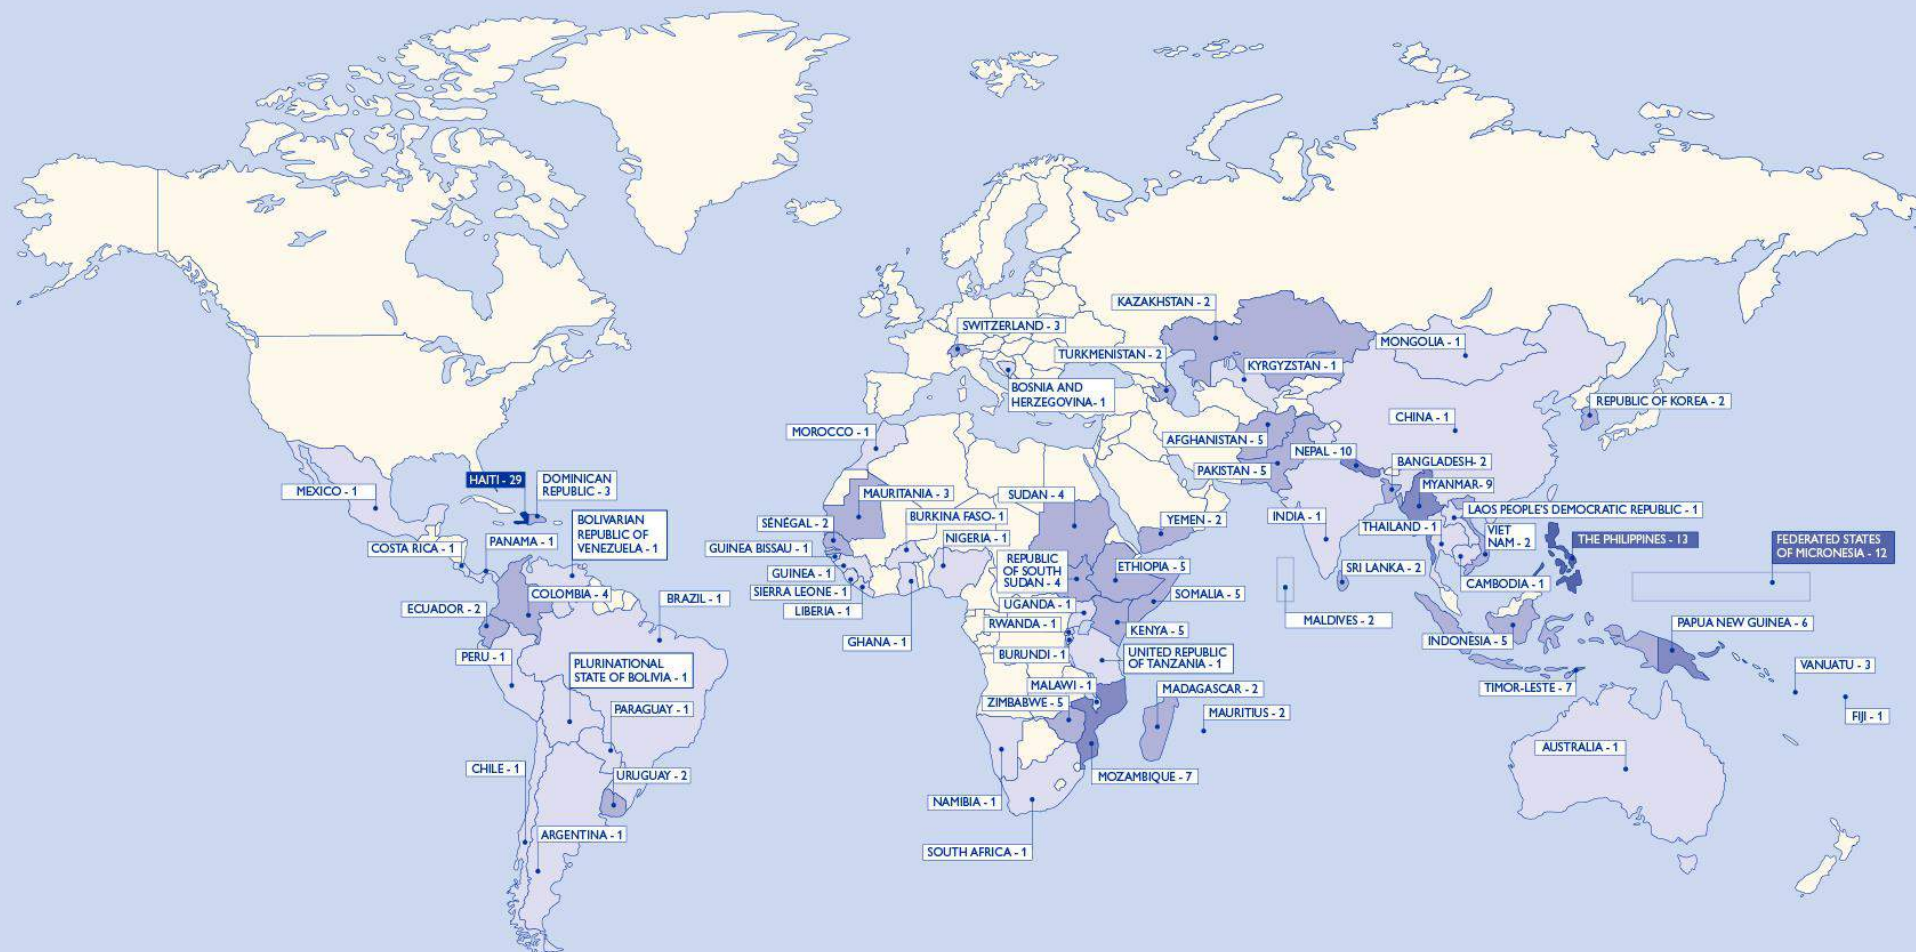 KAZAKHSTAN - 2
SWITZERLAND - 3
MONGOLIA - 1
TURKMENISTAN - 2
KYRGYZSTAN - 1
BOSNIA AND
HERZEGOVINA- 1
REPUBLIC OF KOREA - 2
CHINA - 1
MOROCCO - 1
AFGHANISTAN - 5
NEPAL - 10
BANGLADESH- 2
PAKISTAN - 5
HAITI - 29
DOMINICAN
REPUBLIC - 3
MEXICO - 1
MAURITANIA - 3
SUDAN - 4
MYANMAR- 9
LAOS PEOPLE'S DEMOCRATIC REPUBLIC - 1
BOLIVARIAN
REPUBLIC OF
VENEZUELA - 1
SÉNÉGAL - 2
BURKINA FASO- 1
YEMEN - 2
INDIA - 1
THAILAND - 1
VIET
NAM - 2
THE PHILIPPINES - 13
FEDERATED STATES
OF MICRONESIA - 12
COSTA RICA - 1
PANAMA - 1
GUINEA BISSAU - 1
NIGERIA - 1
REPUBLIC
OF SOUTH
SUDAN - 4
ETHIOPIA - 5
SRI LANKA - 2
GUINEA - 1
CAMBODIA - 1
SIERRA LEONE - 1
SOMALIA - 5
COLOMBIA - 4
BRAZIL - 1
ECUADOR - 2
LIBERIA - 1
UGANDA - 1
MALDIVES - 2
RWANDA - 1
KENYA - 5
PAPUA NEW GUINEA - 6
GHANA - 1
INDONESIA - 5
PERU - 1
BURUNDI - 1
UNITED REPUBLIC
OF TANZANIA - 1
PLURINATIONAL
STATE OF BOLIVIA - 1
VANUATU - 3
MALAWI - 1
MADAGASCAR - 2
TIMOR-LESTE - 7
ZIMBABWE - 5
PARAGUAY - 1
MAURITIUS - 2
FIJI - 1
AUSTRALIA - 1
CHILE - 1
URUGUAY - 2
MOZAMBIQUE - 7
NAMIBIA - 1
ARGENTINA - 1
SOUTH AFRICA - 1